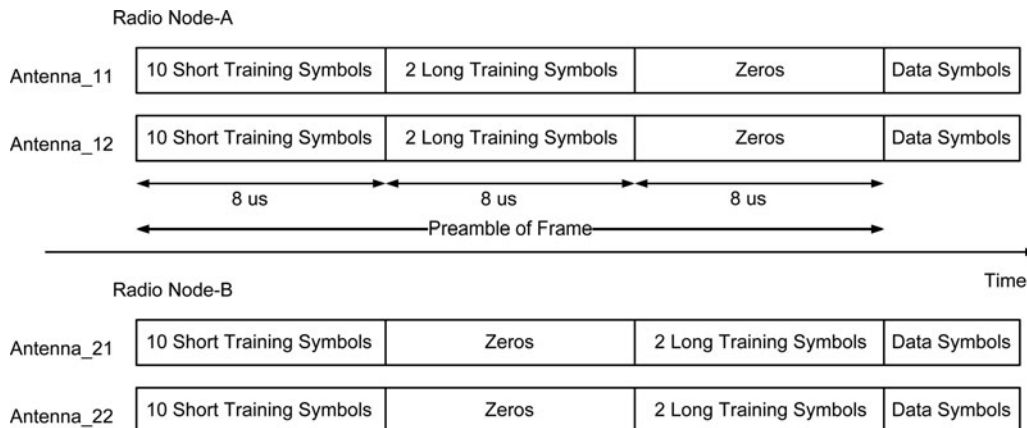 Radio Node-A
Antenna_11 10 Short Training Symbols 2 Long Training Symbols Zeros Data Symbols
Antenna_12 10 Short Training Symbols 2 Long Training Symbols Zeros Data Symbols
8 us 8 us 8 us
Preamble of Frame
Time
Radio Node-B
Antenna_21 10 Short Training Symbols Zeros 2 Long Training Symbols Data Symbols
Antenna_22 10 Short Training Symbols Zeros 2 Long Training Symbols Data Symbols